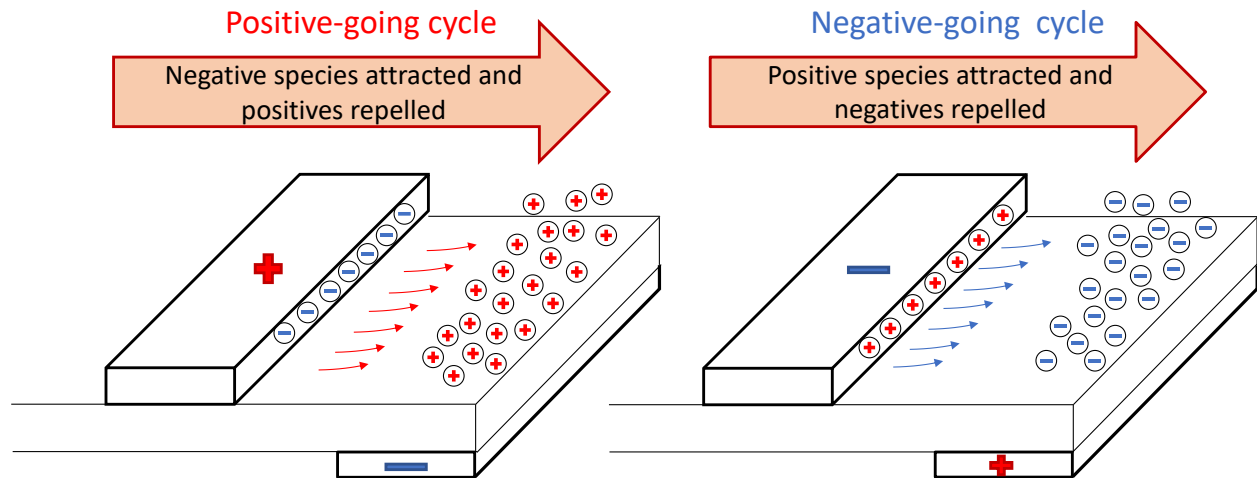 Positive-going cycle
Negative species attracted and
positives repelled
Negative-going cycle
Positive species attracted and
negatives repelled